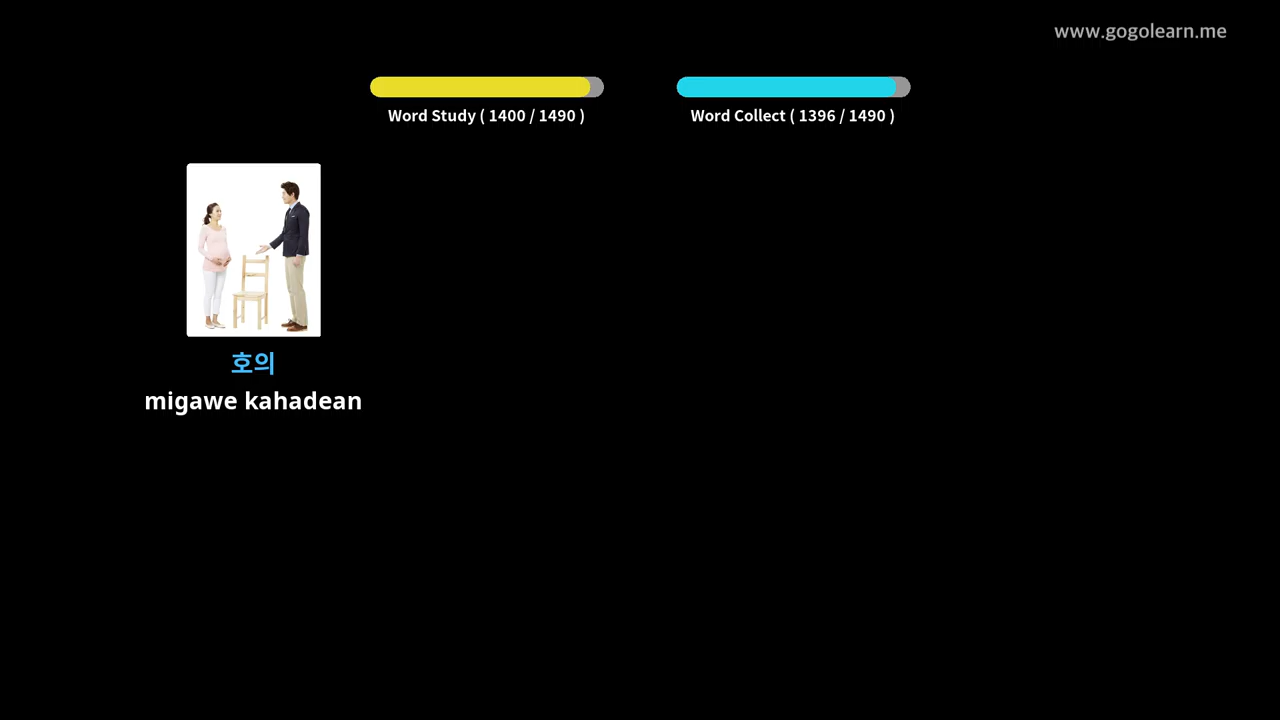 www.gogolearn.me
Word Study ( 1400 / 1490 )
Word Collect ( 1396 / 1490 )
호의
migawe kahadean